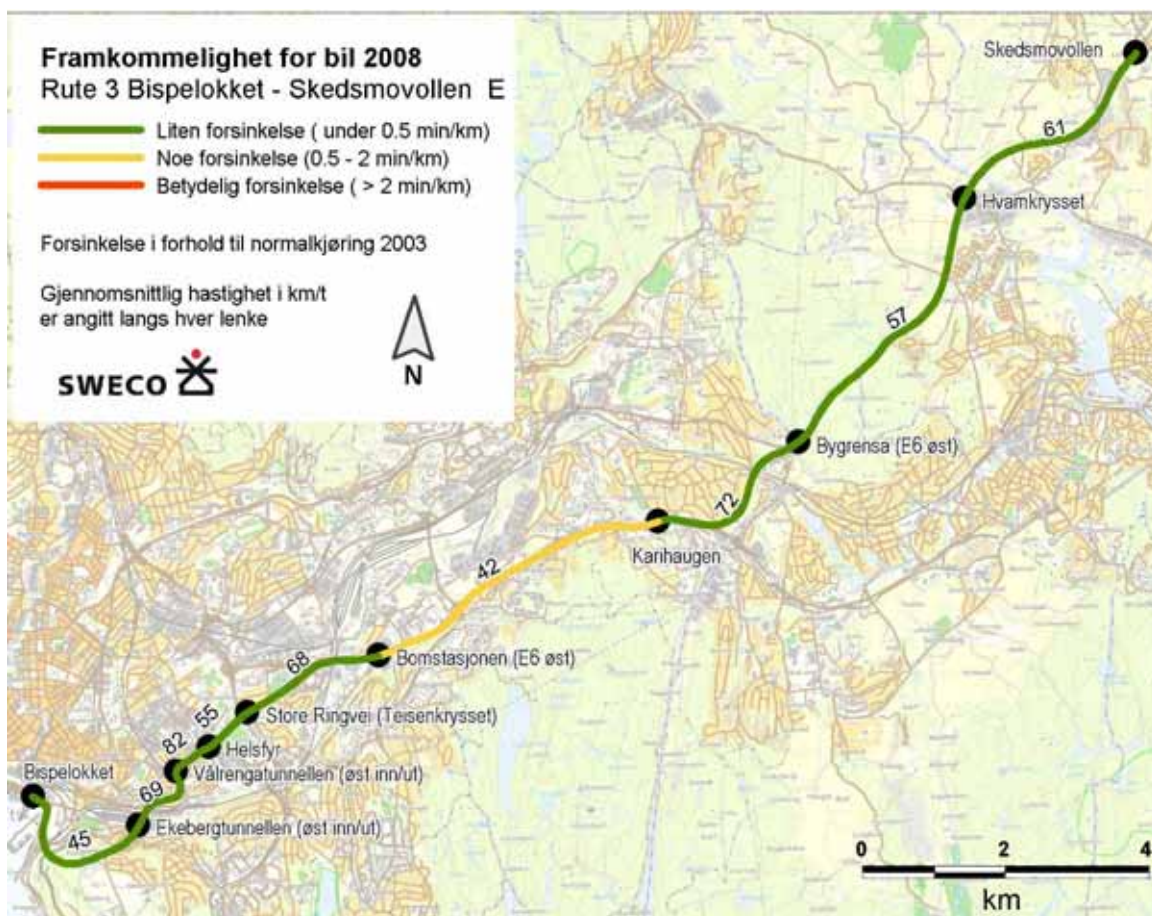 Framkommelighet for bil 2008
Rute 3 Bispelokket - Skedsmovollen E
Liten forsinkelse ( under 0.5 min/km)
Noe forsinkelse (0.5 - 2 min/km)
Betydelig forsinkelse ( > 2 min/km)
Forsinkelse i forhold til normalkjøring 2003
Gjennomsnittlig hastighet i km/t
er angitt langs hver lenke
SWECO
N
Skedsmovollen
61
Hvamkrysset
57
Bygrensa (E6 øst)
72
Karihaugen
42
Bomstasjonen (E6 øst)
68
Store Ringvei (Teisenkrysset)
55
Helsfyr
82
Vålrengatunnellen (øst inn/ut)
69
Bispelokket
Ekebergtunnellen (øst inn/ut)
45
0 2 4
km